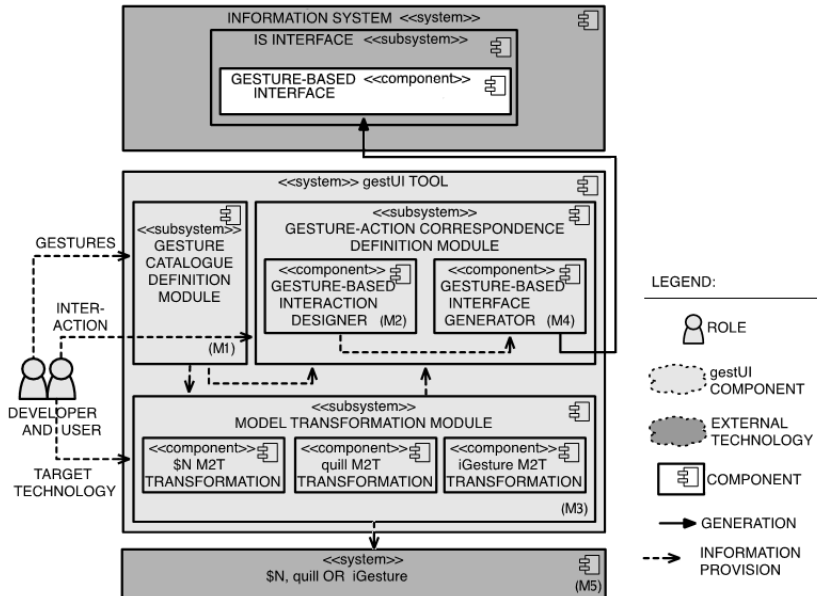 INFORMATION SYSTEM <<system>>
IS INTERFACE <<subsystem>>
GESTURE-BASED <<component>>
INTERFACE
<<system>> gestUI TOOL
<<subsystem>>
GESTURE
CATALOGUE
DEFINITION
MODULE
(M1)
<<subsystem>>
GESTURE-ACTION CORRESPONDENCE
DEFINITION MODULE
<<component>>
GESTURE-BASED
INTERACTION
DESIGNER (M2)
<<component>>
GESTURE-BASED
INTERFACE
GENERATOR (M4)
GESTURES
INTER-
ACTION
DEVELOPER
AND USER
TARGET
TECHNOLOGY
<<subsystem>>
MODEL TRANSFORMATION MODULE
<<component>>
$N M2T
TRANSFORMATION
<<component>>
quill M2T
TRANSFORMATION
<<component>>
iGesture M2T
TRANSFORMATION
(M3)
<<system>>
$N, quill OR iGesture
(M5)
LEGEND:
ROLE
gestUI
COMPONENT
EXTERNAL
TECHNOLOGY
COMPONENT
GENERATION
INFORMATION
PROVISION